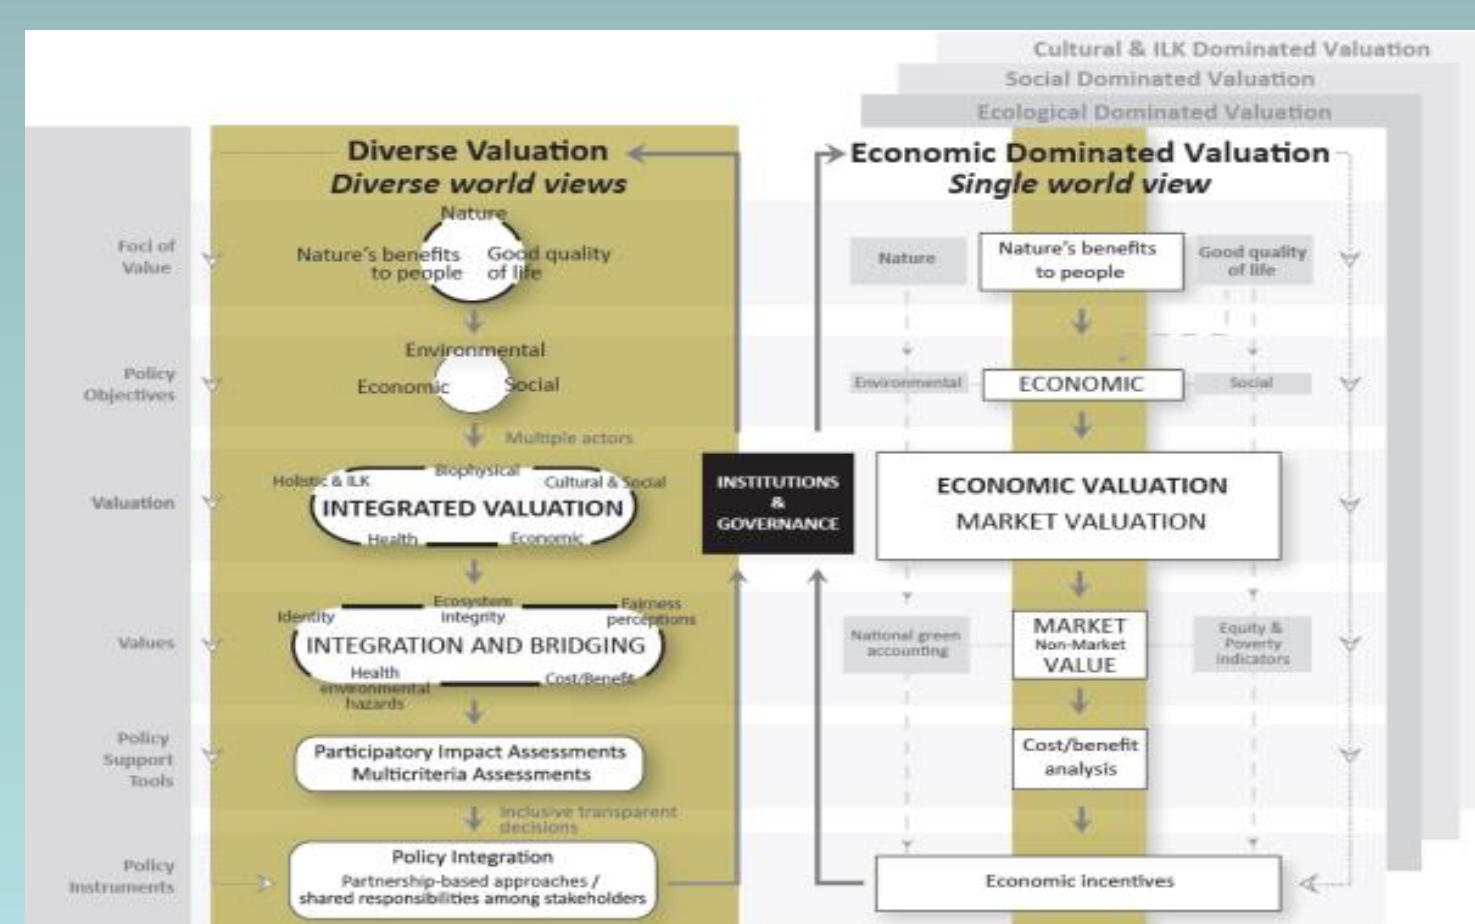 Cultural & ILK Dominated Valuation
Social Dominated Valuation
Ecological Dominated Valuation
Diverse Valuation
Diverse world views
Economic Dominated Valuation
Single world view
Foci of
Value
Nature
Nature's benefits
to people
Good quality
of life
Nature
Nature's benefits
to people
Good quality
of life
Policy
Objectives
Environmental
Economic
Social
Environmental
ECONOMIC
Social
Multiple actors
Valuation
Holistic & ILK
Biophysical
Cultural & Social
INTEGRATED VALUATION
Health
Economic
INSTITUTIONS
&
GOVERNANCE
ECONOMIC VALUATION
MARKET VALUATION
Values
Identity
Ecosystem
Integrity
Fairness
perceptions
INTEGRATION AND BRIDGING
Health
environmental
hazards
Cost/Benefit
National green
accounting
MARKET
Non-Market
VALUE
Equity &
Poverty
indicators
Policy
Support
Tools
Participatory Impact Assessments
Multicriteria Assessments
Cost/benefit
analysis
Inclusive transparent
decisions
Policy
Instruments
Policy Integration
Partnership-based approaches /
shared responsibilities among stakeholders
Economic incentives